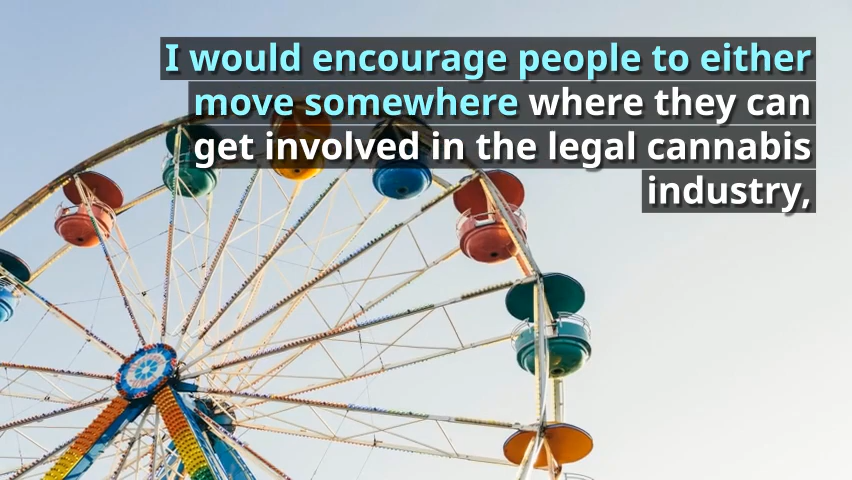 I would encourage people to either
move somewhere where they can
get involved in the legal cannabis
industry,